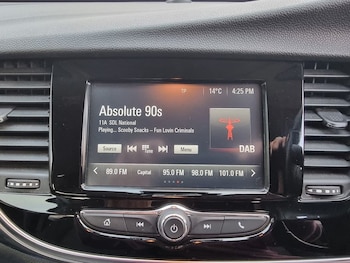 TP 14°C 4:25 PM
Absolute 90s
11A SDL National
Playing... Scooby Snacks – Fun Lovin Criminals
Source Menu DAB
89.0 FM Capital 95.0 FM 98.0 FM 101.0 FM